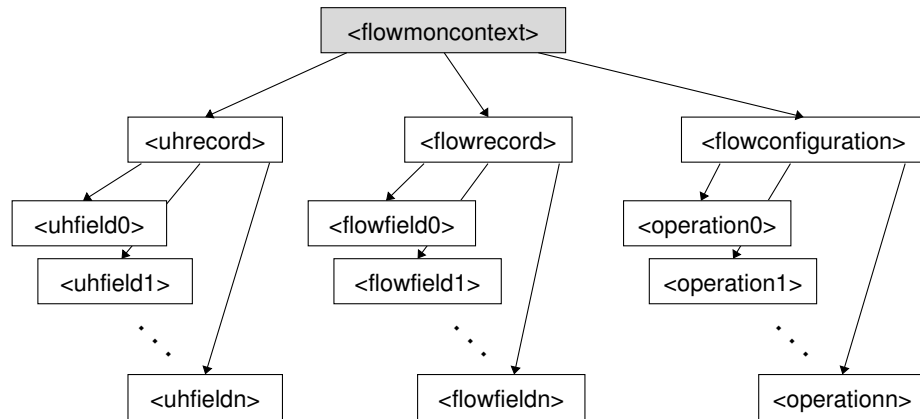 <flowmoncontext>
<uhrecord> <flowrecord> <flowconfiguration>
<uhfield0> <flowfield0> <operation0>
<uhfield1> <flowfield1> <operation1>
<uhfieldn> <flowfieldn> <operationn>